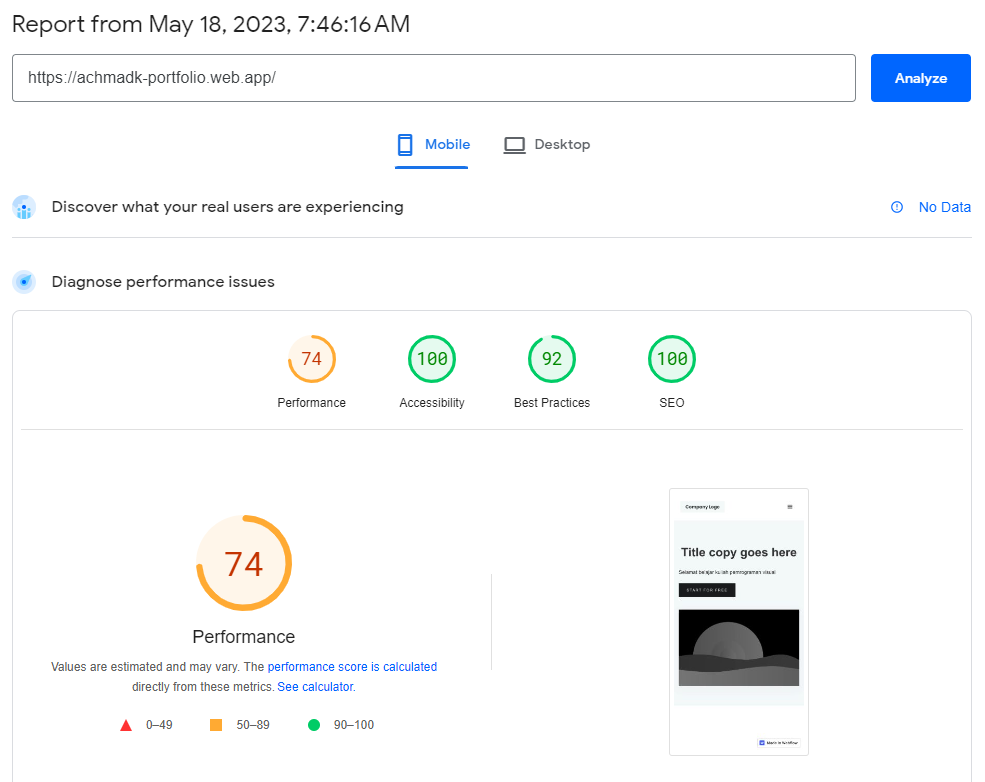 Report from May 18, 2023, 7:46:16 AM
https://achmadk-portfolio.web.app/
Analyze
Mobile
Desktop
Discover what your real users are experiencing
No Data
Diagnose performance issues
74
100
92
100
Performance
Accessibility
Best Practices
SEO
74
Performance
Values are estimated and may vary. The performance score is calculated
directly from these metrics. See calculator.
0–49
50–89
90–100
Company Logo
Title copy goes here
Selamat belajar kuliah pemrograman visual
START FOR FREE
Made in Webflow